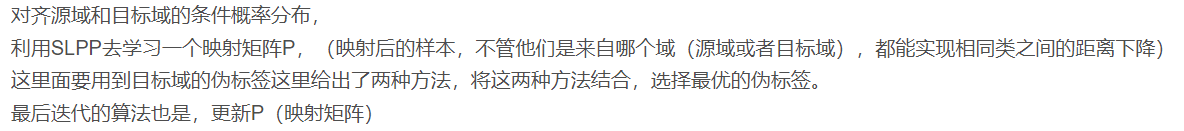 对齐源域和目标域的条件概率分布，
利用SLPP去学习一个映射矩阵P，（映射后的样本，不管他们是来自哪个域（源域或者目标域），都能实现相同类之间的距离下降）
这里面要用到目标域的伪标签这里给出了两种方法，将这两种方法结合，选择最优的伪标签。
最后迭代的算法也是，更新P（映射矩阵）